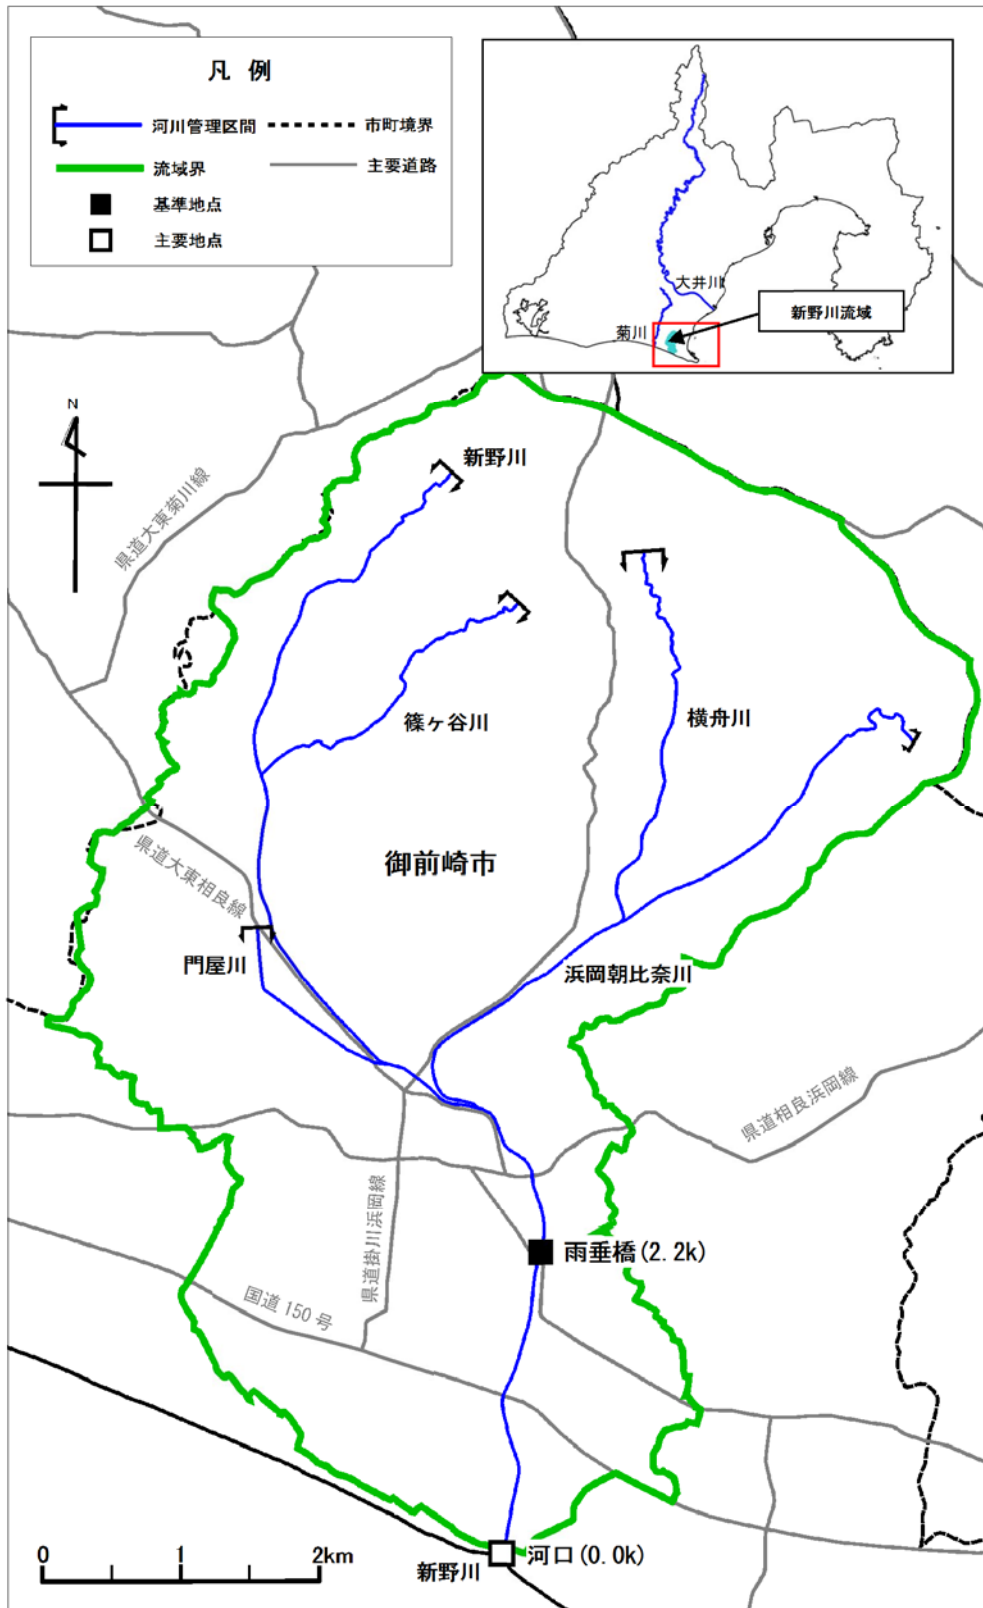 凡 例
河川管理区間
市町境界
流域界
主要道路
基準地点
主要地点
大井川
菊川
新野川流域
N
新野川
県道大東菊川線
篠ヶ谷川
横舟川
御前崎市
県道大東相良線
門屋川
浜岡朝比奈川
県道相良浜岡線
県道掛川浜岡線
雨垂橋(2.2k)
国道150号
0 1 2km
河口(0.0k)
新野川